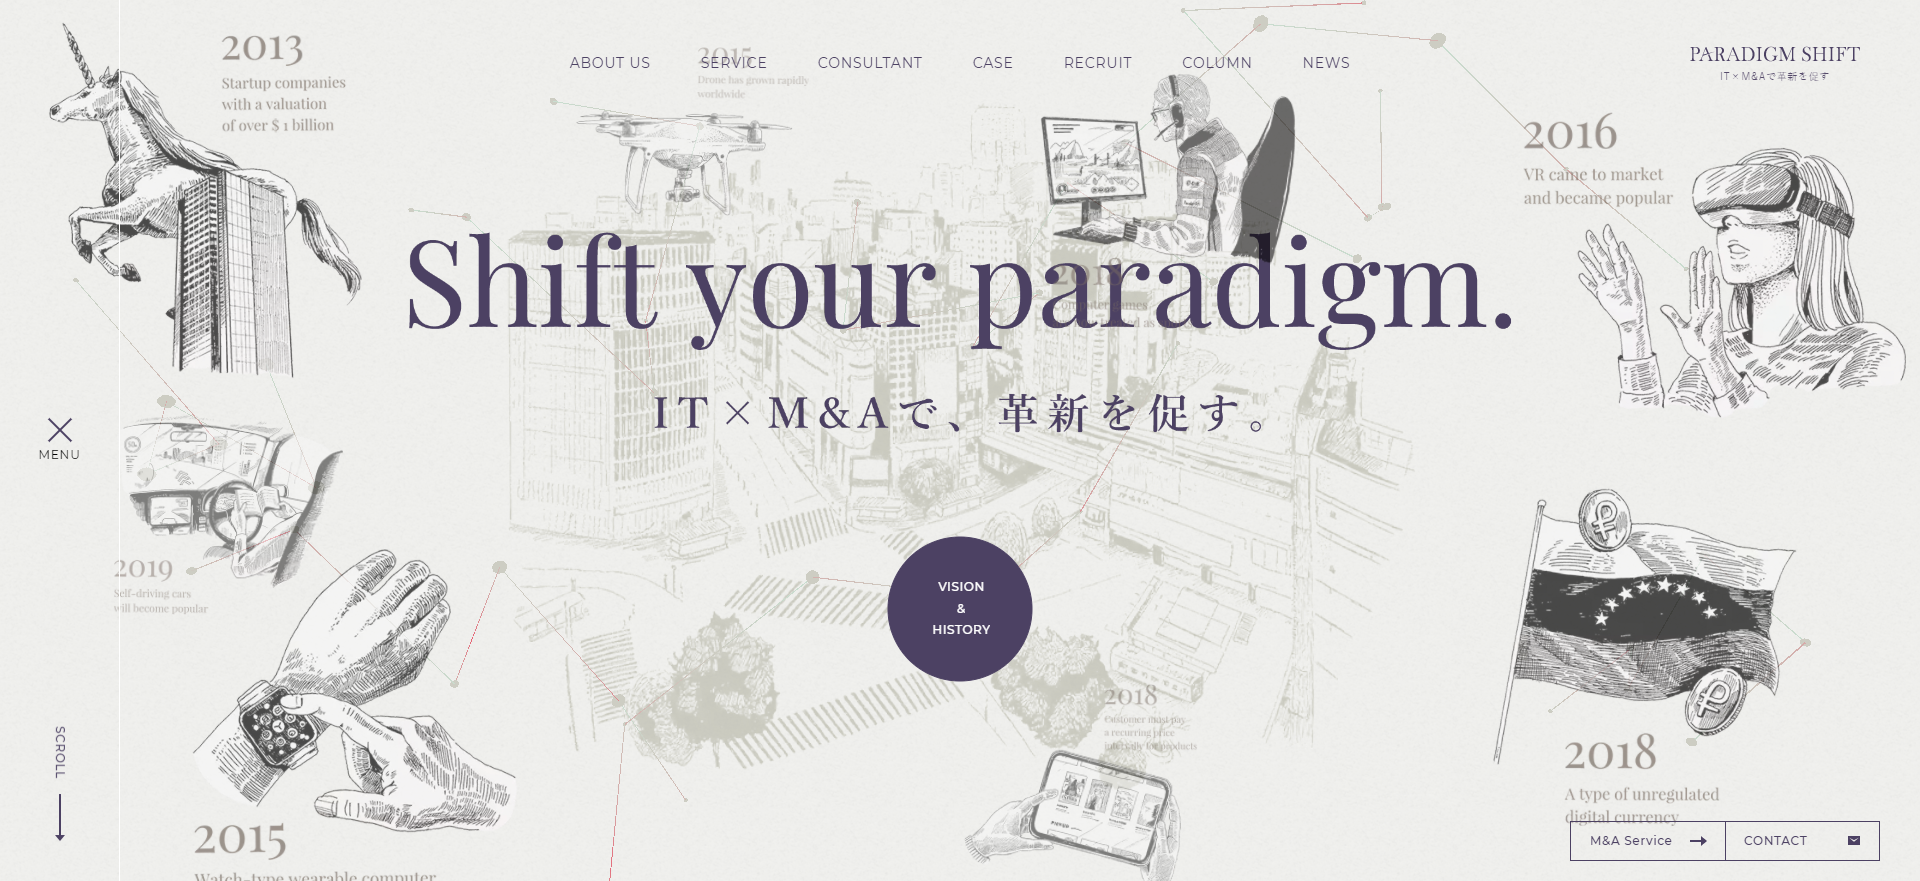 2013
Startup companies
with a valuation
of over $ 1 billion
2015
Drone has grown rapidly
worldwide
ABOUT US
SERVICE
CONSULTANT
CASE
RECRUIT
COLUMN
NEWS
PARADIGM SHIFT
IT×M&Aで革新を促す
2016
VR came to market
and became popular
Shift your paradigm.
2018
IT×M&Aで、革新を促す。
MENU
2019
Self-driving cars
will become popular
VISION
&
HISTORY
2018
Customer must pay
a recurring price
for products
SCROLL
2018
A type of unregulated
digital currency
2015
Watch-type wearable computer
M&A Service
CONTACT